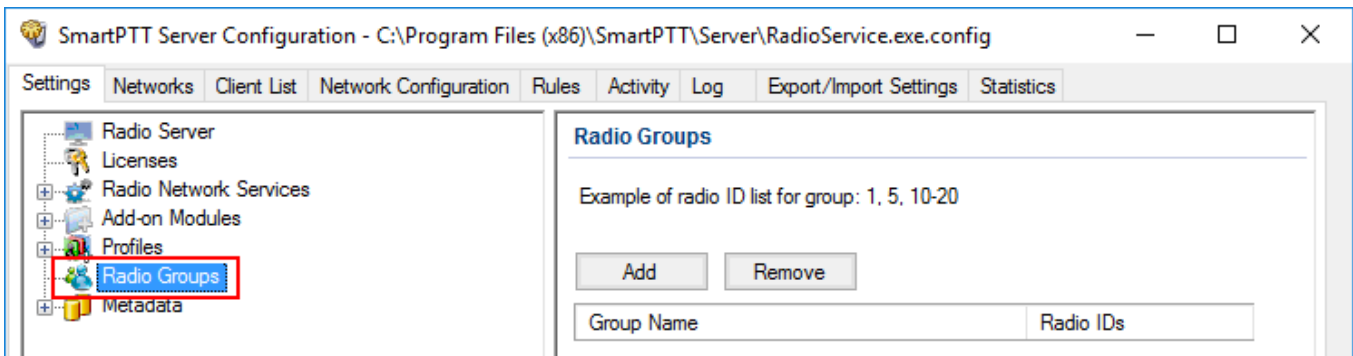 SmartPTT Server Configuration - C:\Program Files (x86)\SmartPTT\Server\RadioService.exe.config
Settings Networks Client List Network Configuration Rules Activity Log Export/Import Settings Statistics
Radio Server
Licenses
Radio Network Services
Add-on Modules
Profiles
Radio Groups
Metadata
Radio Groups
Example of radio ID list for group: 1, 5, 10-20
Add Remove
Group Name Radio IDs